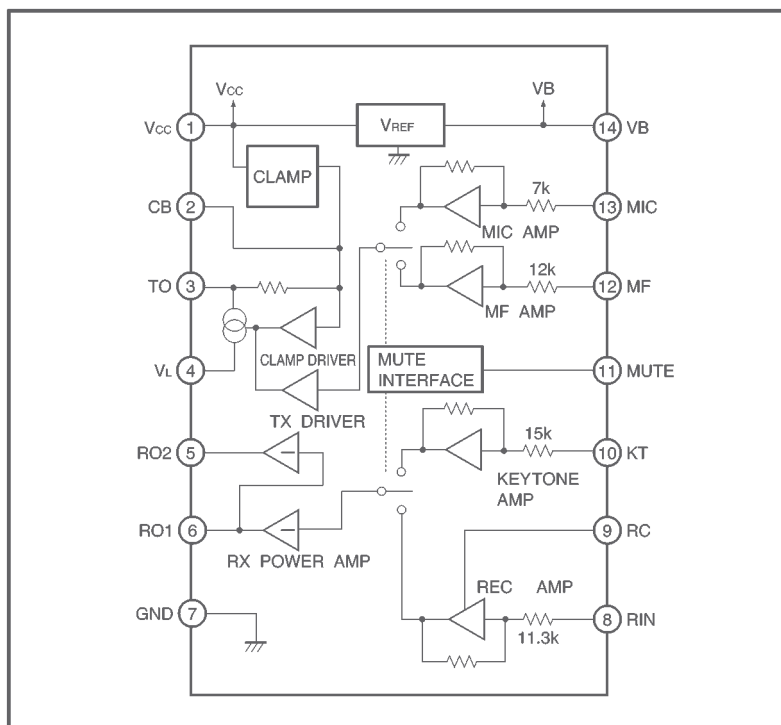 VCC
VB
VCC
1
VREF
14
VB
CLAMP
7k
CB
2
13
MIC
MIC AMP
TO
3
12k
12
MF
MF AMP
CLAMP DRIVER
VL
4
MUTE
INTERFACE
11
MUTE
TX DRIVER
RO2
5
15k
10
KT
KEYTONE
AMP
RO1
6
9
RC
RX POWER AMP
REC AMP
GND
7
8
RIN
11.3k